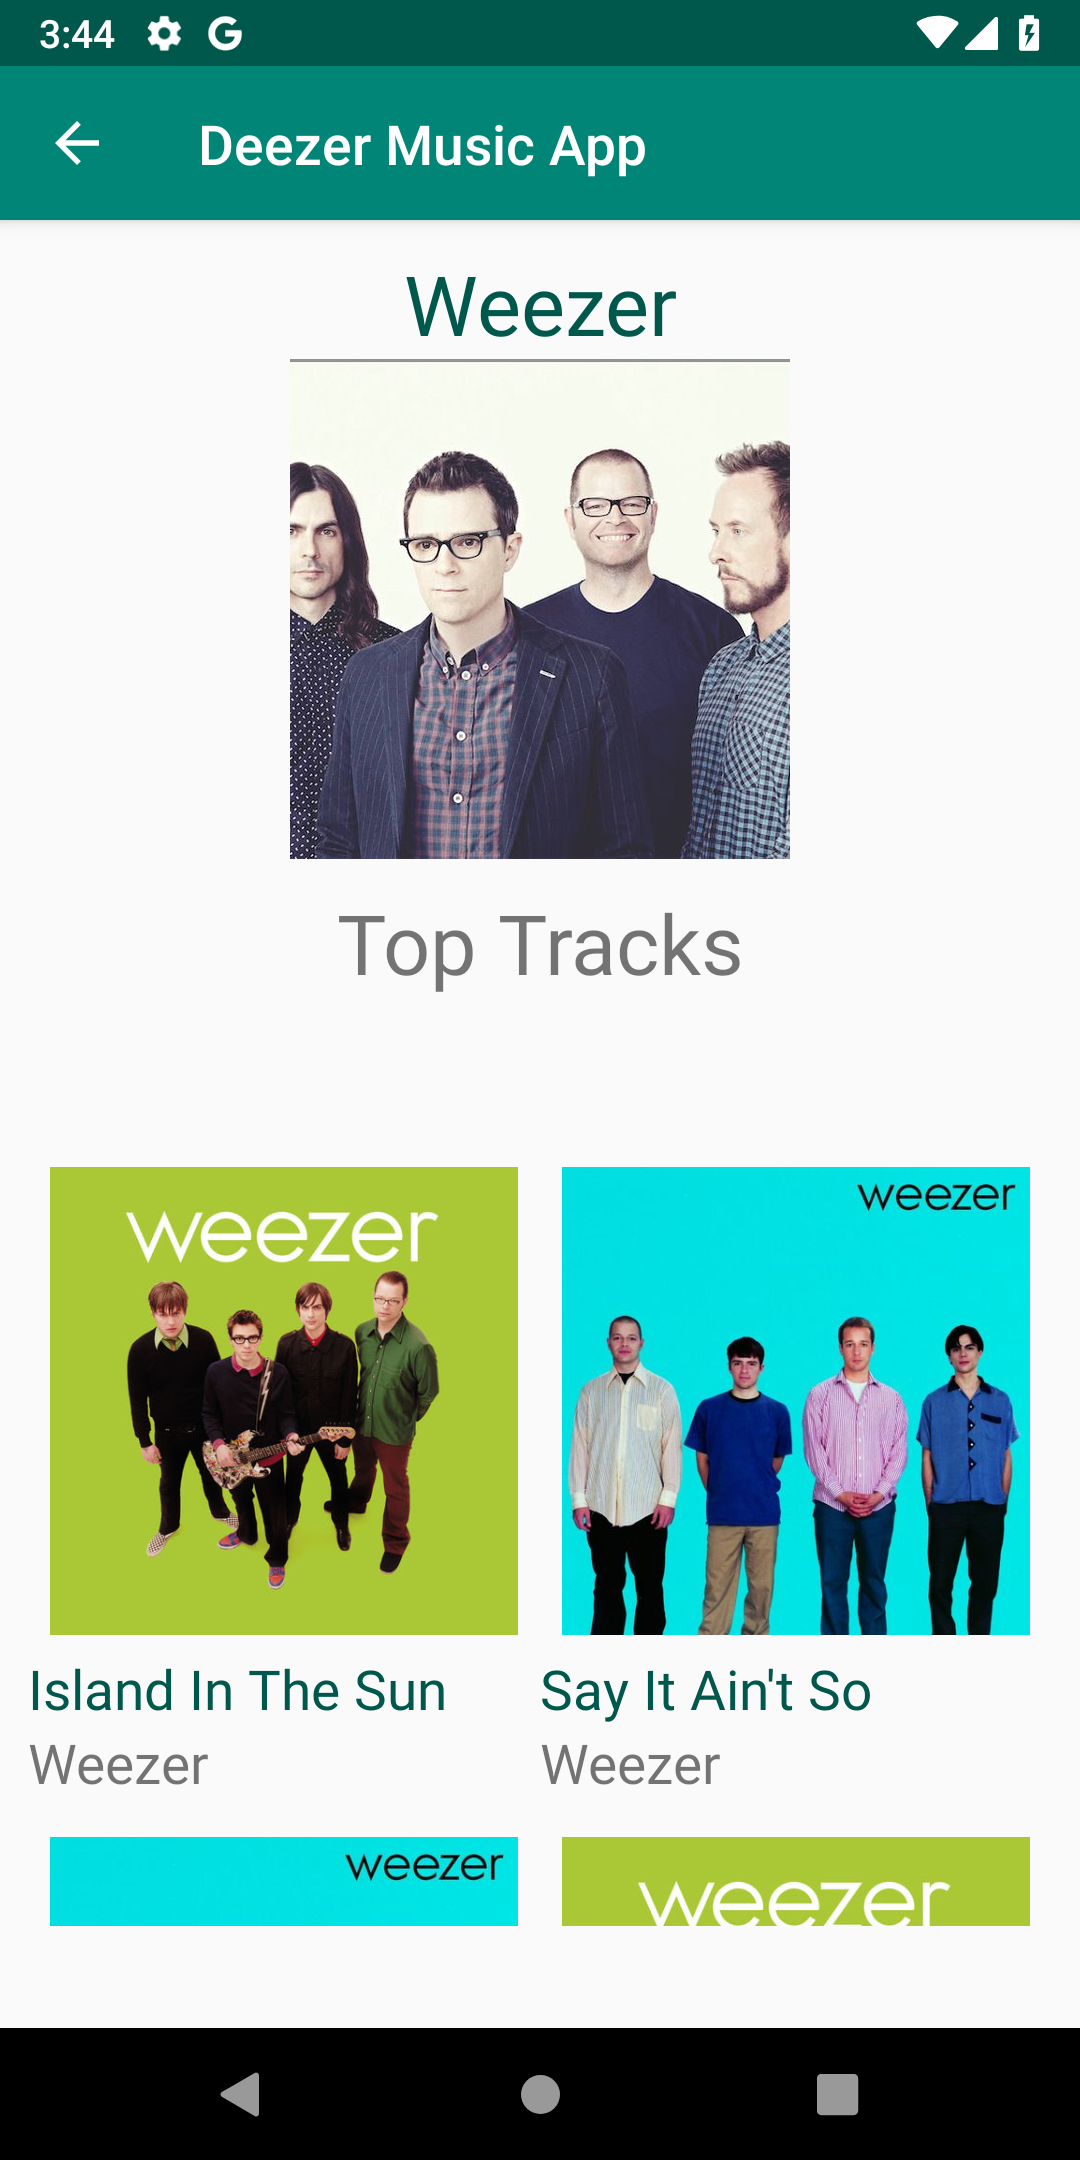 3:44
Deezer Music App
Weezer
Top Tracks
weezer
weezer
Island In The Sun
Say It Ain't So
Weezer
Weezer
weezer
weezer